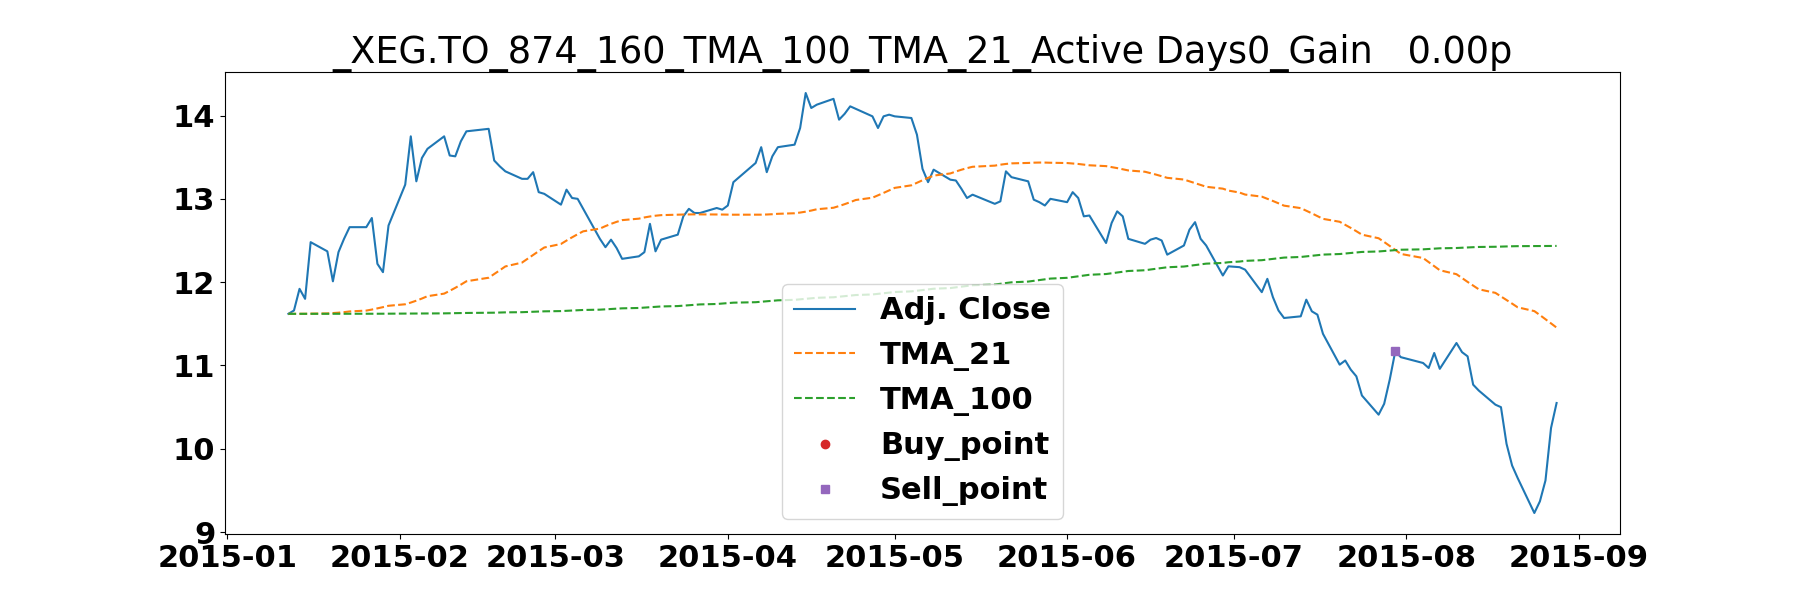 _XEG.TO_874_160_TMA_100_TMA_21_Active Days0_Gain   0.00p
14
13
12
11
10
9
Adj. Close
TMA_21
TMA_100
Buy_point
Sell_point
2015-01 2015-02 2015-03 2015-04 2015-05 2015-06 2015-07 2015-08 2015-09